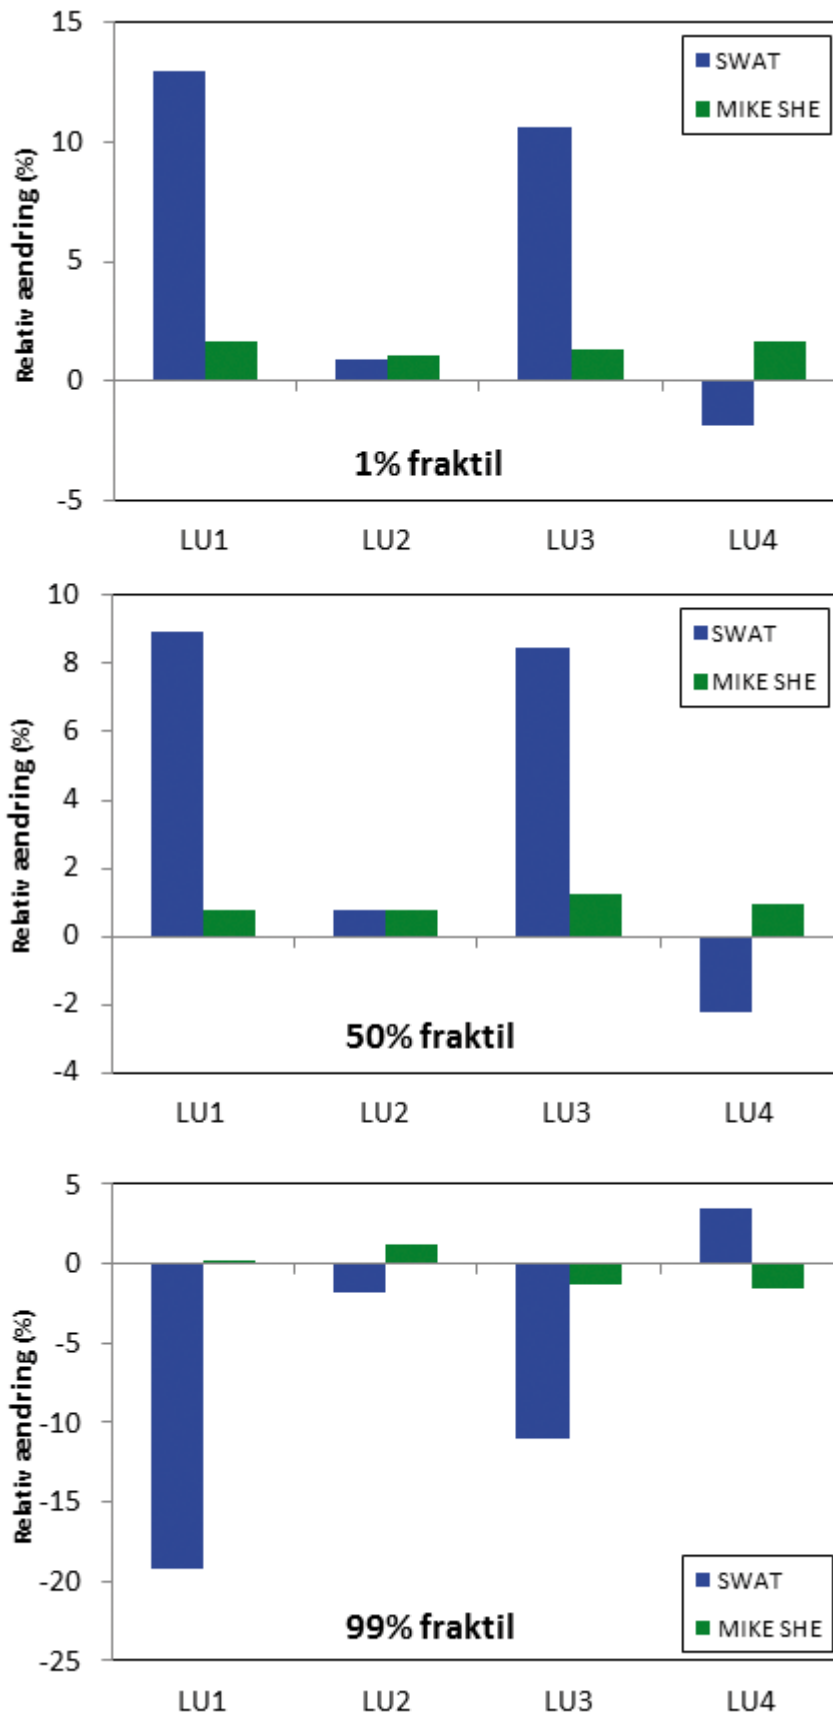 15
10
5
0
-5
Relativ ændring (%)
SWAT
MIKE SHE
1% fraktil
LU1 LU2 LU3 LU4
10
8
6
4
2
0
-2
-4
Relativ ændring (%)
SWAT
MIKE SHE
50% fraktil
LU1 LU2 LU3 LU4
5
0
-5
-10
-15
-20
-25
Relativ ændring (%)
SWAT
MIKE SHE
99% fraktil
LU1 LU2 LU3 LU4